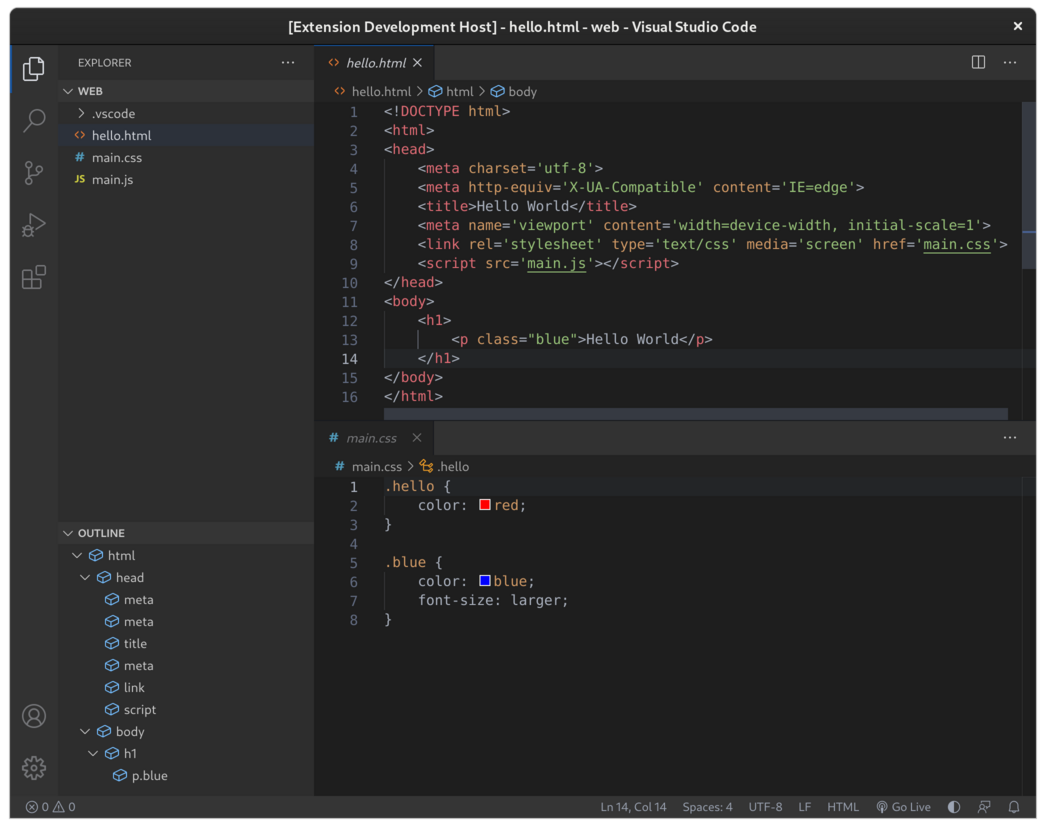 [Extension Development Host] - hello.html - web - Visual Studio Code
EXPLORER
WEB
.vscode
hello.html
# main.css
JS main.js
OUTLINE
html
head
meta
meta
title
meta
link
script
body
h1
p.blue
hello.html
hello.html > html > body
1 <!DOCTYPE html>
2 <html>
3 <head>
4     <meta charset='utf-8'>
5     <meta http-equiv='X-UA-Compatible' content='IE=edge'>
6     <title>Hello World</title>
7     <meta name='viewport' content='width=device-width, initial-scale=1'>
8     <link rel='stylesheet' type='text/css' media='screen' href='main.css'>
9     <script src='main.js'></script>
10 </head>
11 <body>
12     <h1>
13         <p class="blue">Hello World</p>
14     </h1>
15 </body>
16 </html>
# main.css
# main.css > .hello
1 .hello {
2     color: red;
3 }
4
5 .blue {
6     color: blue;
7     font-size: larger;
8 }
0 0 Ln 14, Col 14 Spaces: 4 UTF-8 LF HTML Go Live